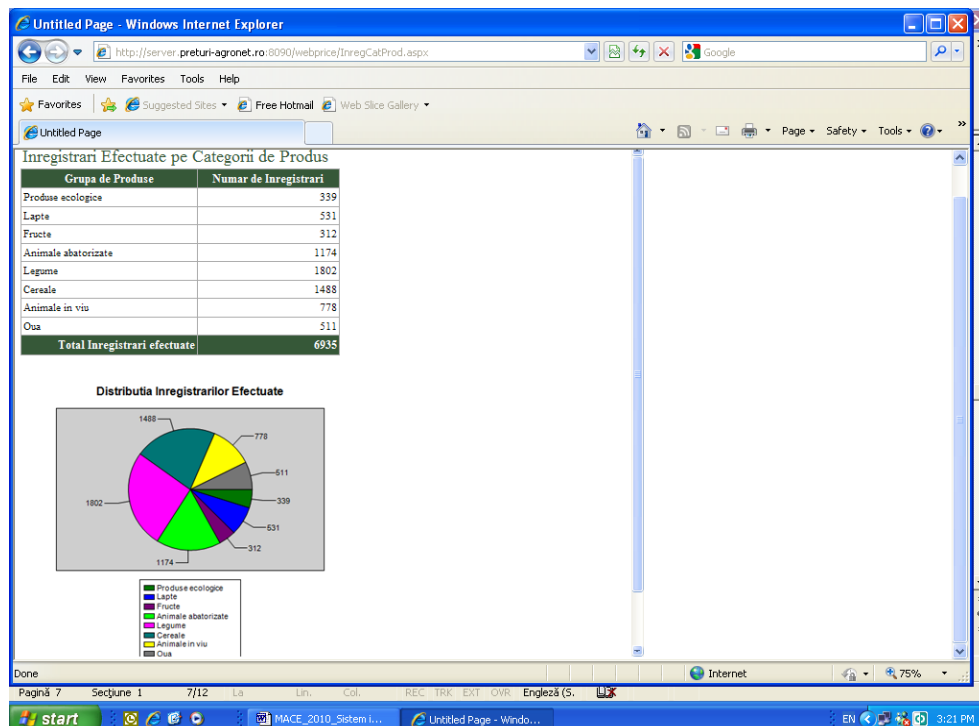 Untitled Page - Windows Internet Explorer
http://server.preturi-agronet.ro:8090/webprice/InregCatProd.aspx
Google
File Edit View Favorites Tools Help
Favorites Suggested Sites Free Hotmail Web Slice Gallery
Untitled Page
Page Safety Tools »
Inregistrari Efectuate pe Categorii de Produs
Grupa de Produse Numar de Inregistrari
Produse ecologice 339
Lapte 531
Fructe 312
Animale abatorizate 1174
Legume 1802
Cereale 1488
Animale in viu 778
Oua 511
Total Inregistrari efectuate 6935
Distributia Inregistrarilor Efectuate
1488
778
511
1802
339
531
312
1174
Produse ecologice
Lapte
Fructe
Animale abatorizate
Legume
Cereale
Animale in viu
Oua
Done Internet 75%
Pagină 7 Secțiune 1 7/12 La Lin. Col. REC TRK EXT OVR Engleză (S.
start MACE_2010_Sistem i... Untitled Page - Windo... EN 3:21 PM